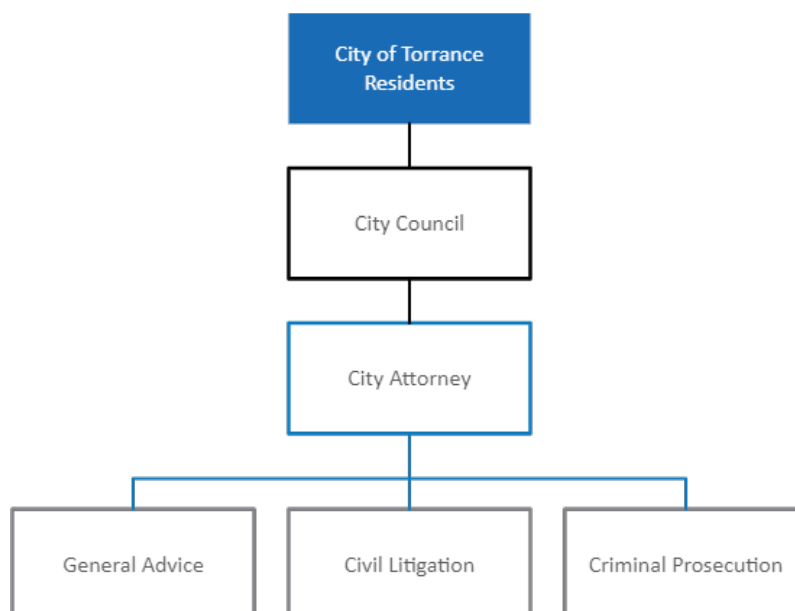 City of Torrance
Residents
City Council
City Attorney
General Advice
Civil Litigation
Criminal Prosecution